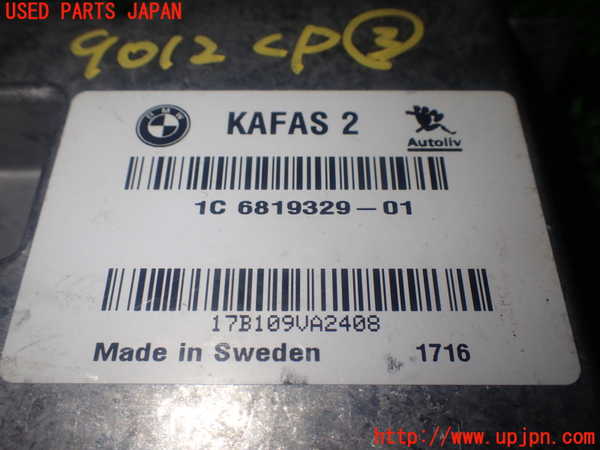 USED PARTS JAPAN
9012 CP ③
BMW
KAFAS 2
Autoliv
1C 6819329-01
17B109VA2408
Made in Sweden
1716
http://www.upjpn.com